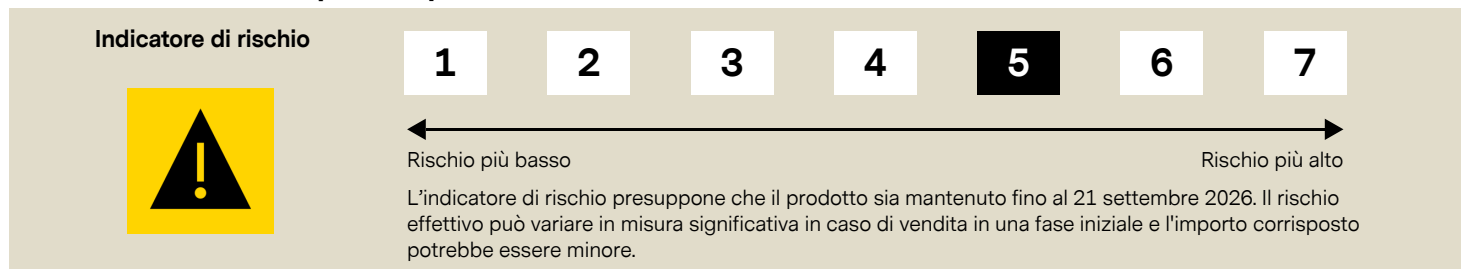 Indicatore di rischio
1 2 3 4 5 6 7
Rischio più basso Rischio più alto
L’indicatore di rischio presuppone che il prodotto sia mantenuto fino al 21 settembre 2026. Il rischio
effettivo può variare in misura significativa in caso di vendita in una fase iniziale e l'importo corrisposto
potrebbe essere minore.